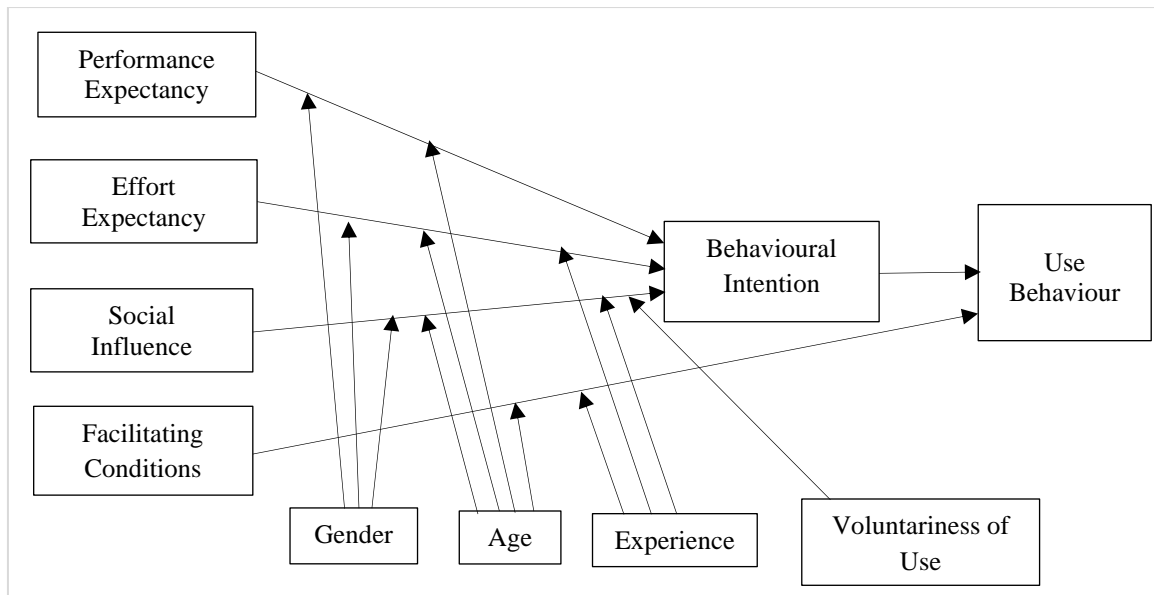 Performance
Expectancy
Effort
Expectancy
Behavioural
Intention
Use
Behaviour
Social
Influence
Facilitating
Conditions
Gender
Age
Experience
Voluntariness of
Use